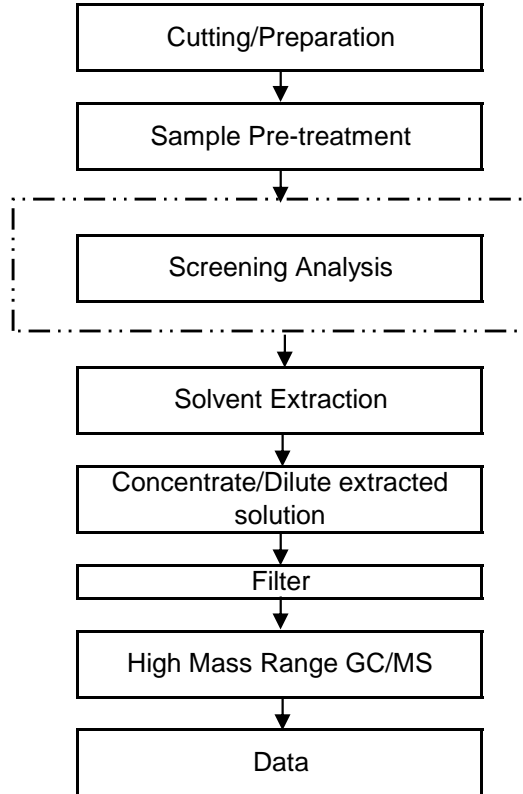 Cutting/Preparation
Sample Pre-treatment
Screening Analysis
Solvent Extraction
Concentrate/Dilute extracted
solution
Filter
High Mass Range GC/MS
Data